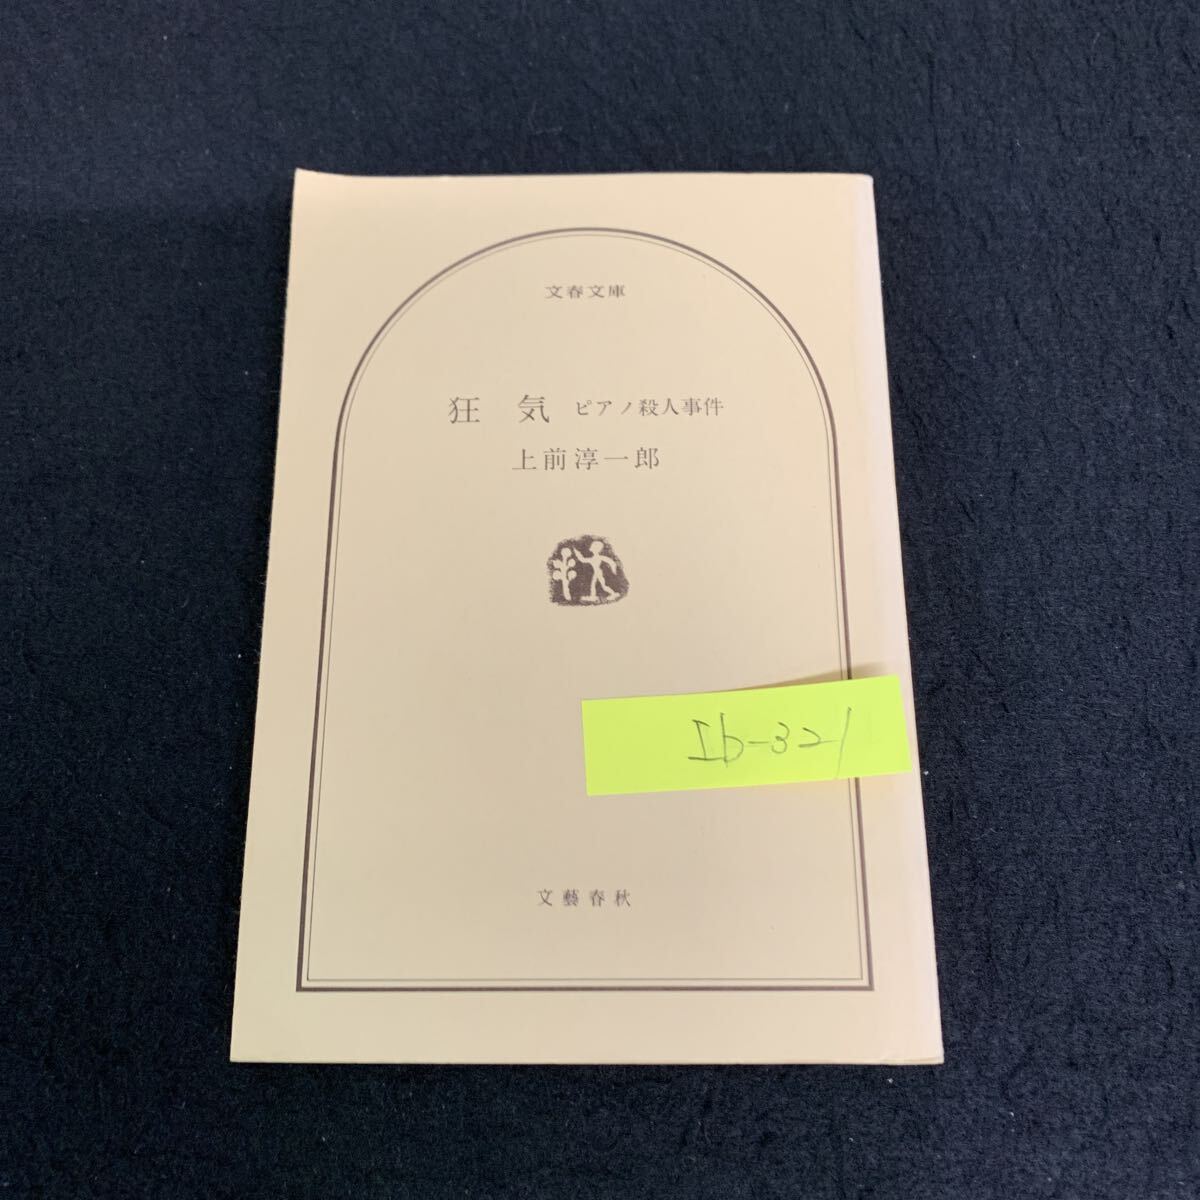 文春文庫
狂気 ピアノ殺人事件
上前淳一郎
Ib-321
文藝春秋